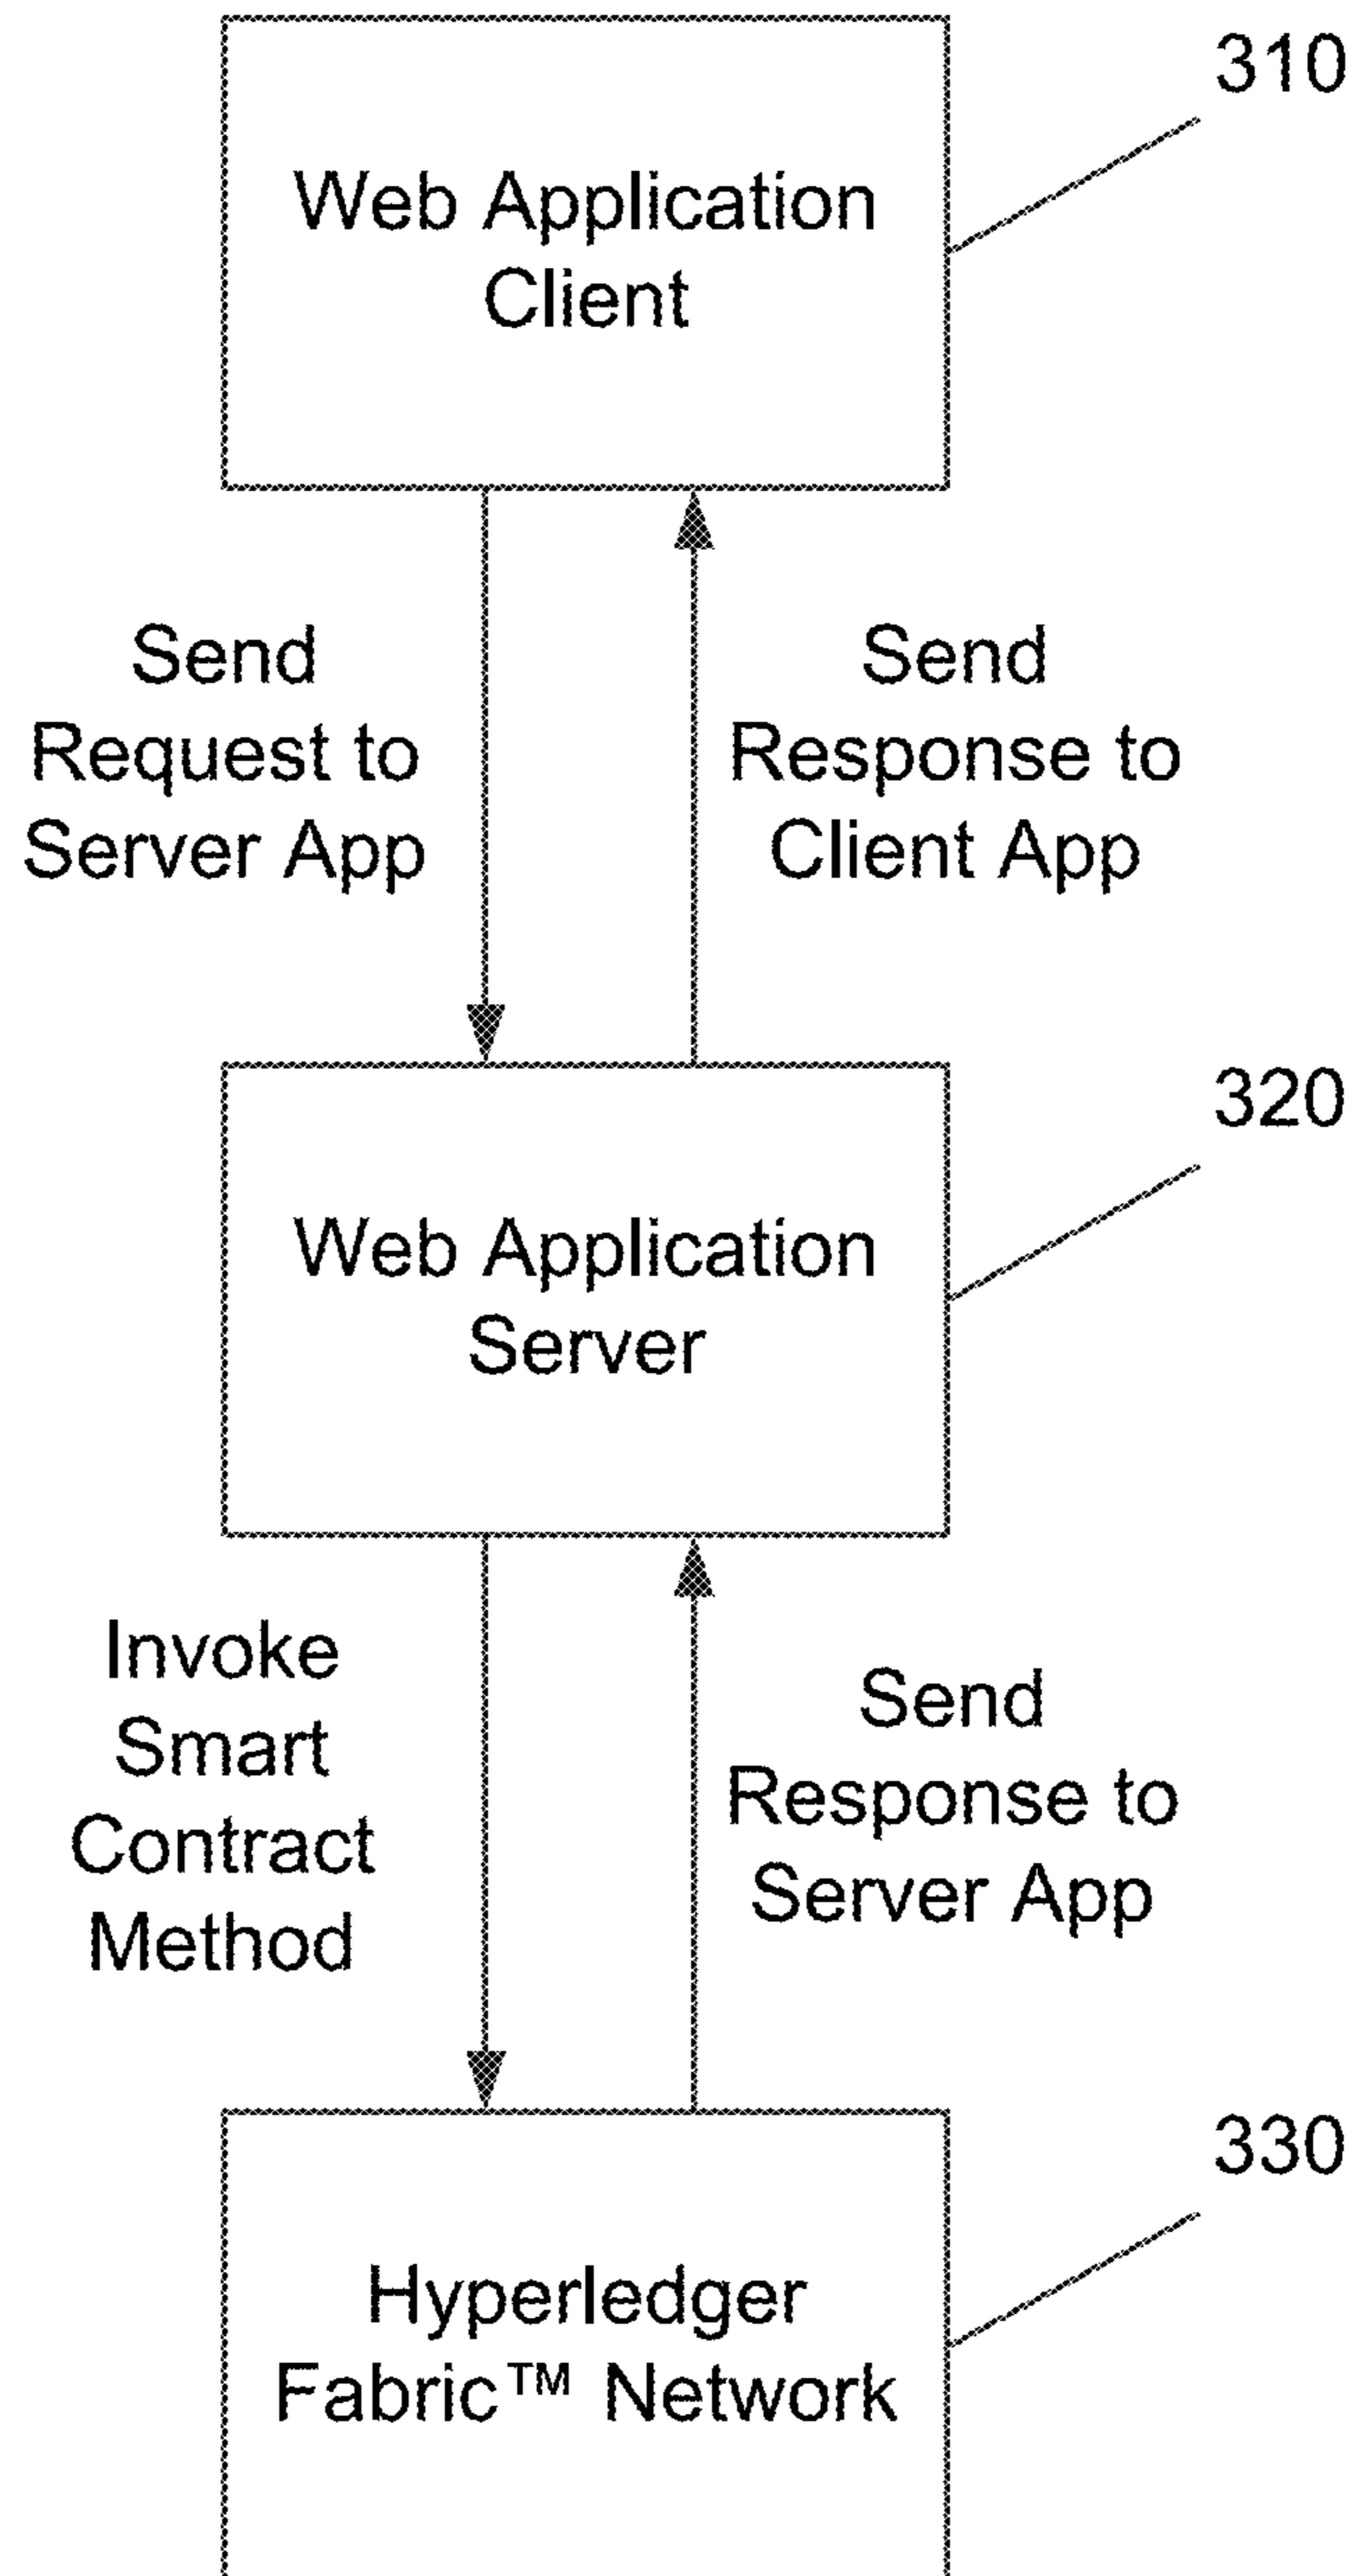 310
Web Application
Client
Send
Request to
Server App
Send
Response to
Client App
320
Web Application
Server
Invoke
Smart
Contract
Method
Send
Response to
Server App
330
Hyperledger
Fabric™ Network